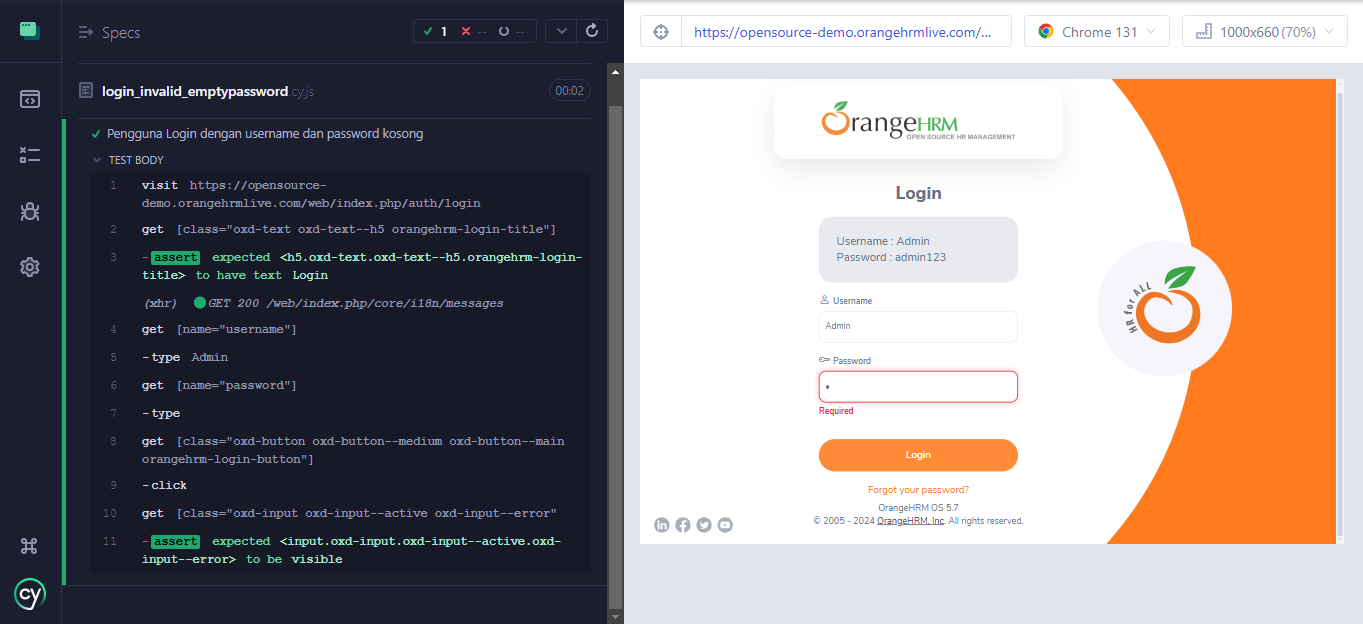 Specs
1
--
--
login_invalid_emptypassword.cy.js
00:02
Pengguna Login dengan username dan password kosong
TEST BODY
1 visit https://opensource-
demo.orangehrmlive.com/web/index.php/auth/login
2 get [class="oxd-text oxd-text--h5 orangehrm-login-title"]
3 -assert expected <h5.oxd-text.oxd-text--h5.orangehrm-login-
title> to have text Login
(xhr) GET 200 /web/index.php/core/i18n/messages
4 get [name="username"]
5 -type Admin
6 get [name="password"]
7 -type
8 get [class="oxd-button oxd-button--medium oxd-button--main
orangehrm-login-button"]
9 -click
10 get [class="oxd-input oxd-input--active oxd-input--error"
11 -assert expected <input.oxd-input.oxd-input--active.oxd-
input--error> to be visible
cy
https://opensource-demo.orangehrmlive.com/...
Chrome 131
1000x660 (70%)
OrangeHRM
OPEN SOURCE HR MANAGEMENT
Login
Username : Admin
Password : admin123
Username
Admin
Password
Required
Login
Forgot your password?
OrangeHRM OS 5.7
© 2005 - 2024 OrangeHRM, Inc. All rights reserved.
HR for ALL